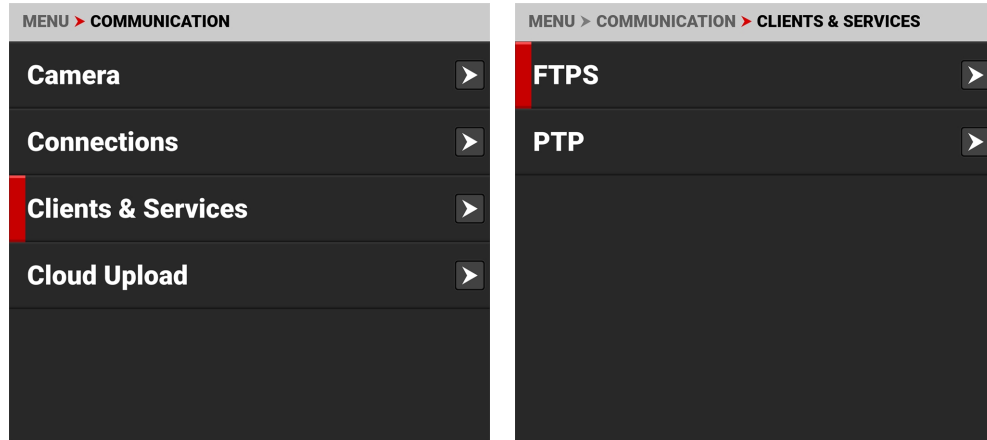 MENU > COMMUNICATION
Camera
Connections
Clients & Services
Cloud Upload
MENU > COMMUNICATION > CLIENTS & SERVICES
FTPS
PTP